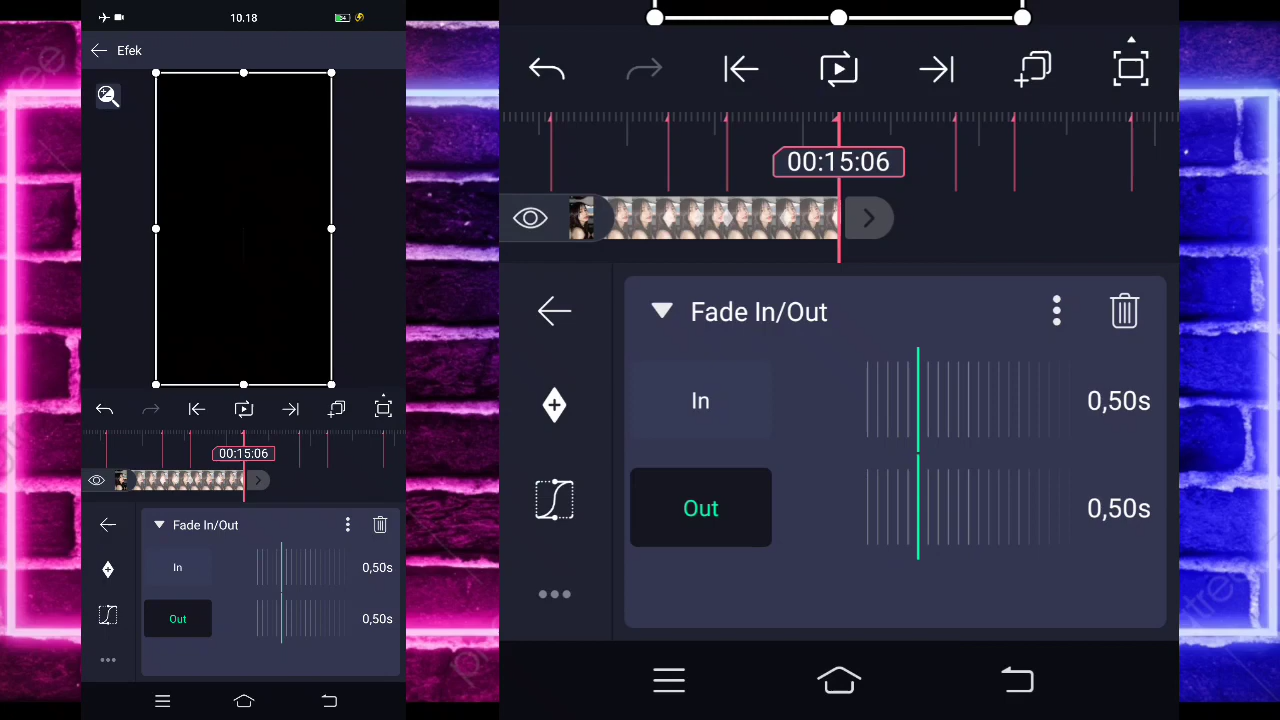 10.18
Efek
00:15:06
Fade In/Out
In
0,50s
Out
0,50s
00:15:06
Fade In/Out
In
0,50s
Out
0,50s